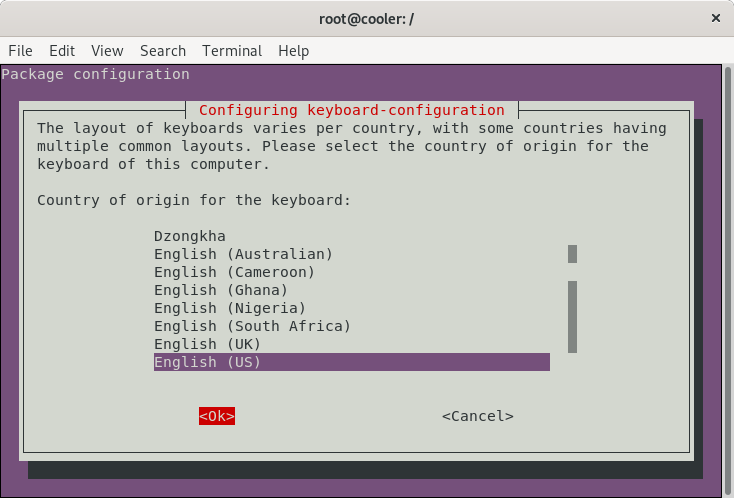 root@cooler: /
File Edit View Search Terminal Help
Package configuration
Configuring keyboard-configuration
The layout of keyboards varies per country, with some countries having
multiple common layouts. Please select the country of origin for the
keyboard of this computer.
Country of origin for the keyboard:
Dzongkha
English (Australian)
English (Cameroon)
English (Ghana)
English (Nigeria)
English (South Africa)
English (UK)
English (US)
<Ok> <Cancel>